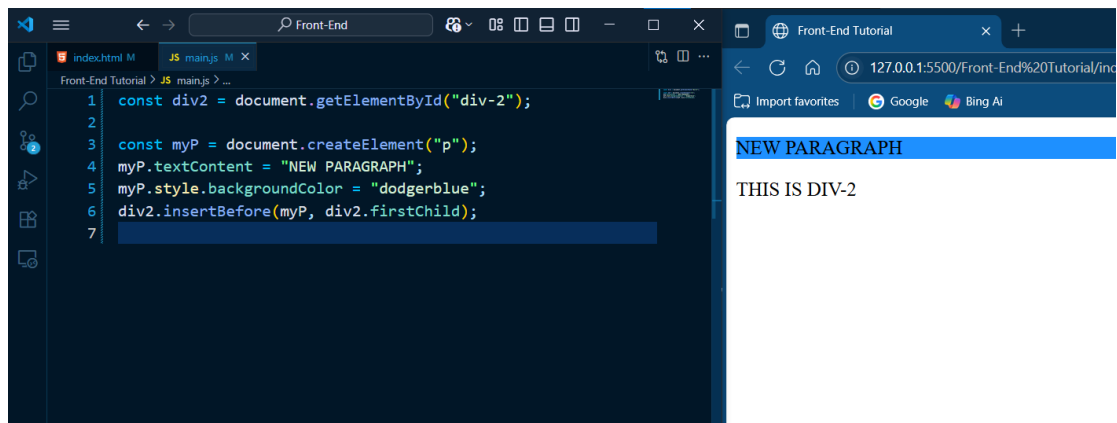 Front-End
index.html M
JS main.js M
Front-End Tutorial > JS main.js > ...
1 const div2 = document.getElementById("div-2");
2
3 const myP = document.createElement("p");
4 myP.textContent = "NEW PARAGRAPH";
5 myP.style.backgroundColor = "dodgerblue";
6 div2.insertBefore(myP, div2.firstChild);
7
2
Front-End Tutorial
127.0.0.1:5500/Front-End%20Tutorial/inc
Import favorites
Google
Bing Ai
NEW PARAGRAPH
THIS IS DIV-2